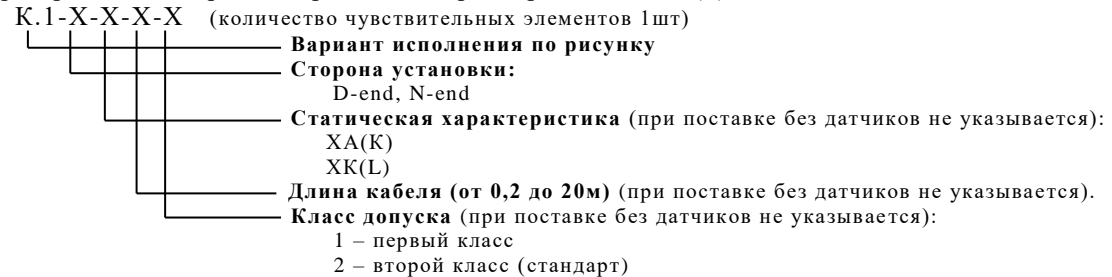 К.1-Х-Х-Х-Х (количество чувствительных элементов 1шт)
Вариант исполнения по рисунку
Сторона установки:
D-end, N-end
Статическая характеристика (при поставке без датчиков не указывается):
ХА(К)
ХК(L)
Длина кабеля (от 0,2 до 20м) (при поставке без датчиков не указывается).
Класс допуска (при поставке без датчиков не указывается):
1 – первый класс
2 – второй класс (стандарт)